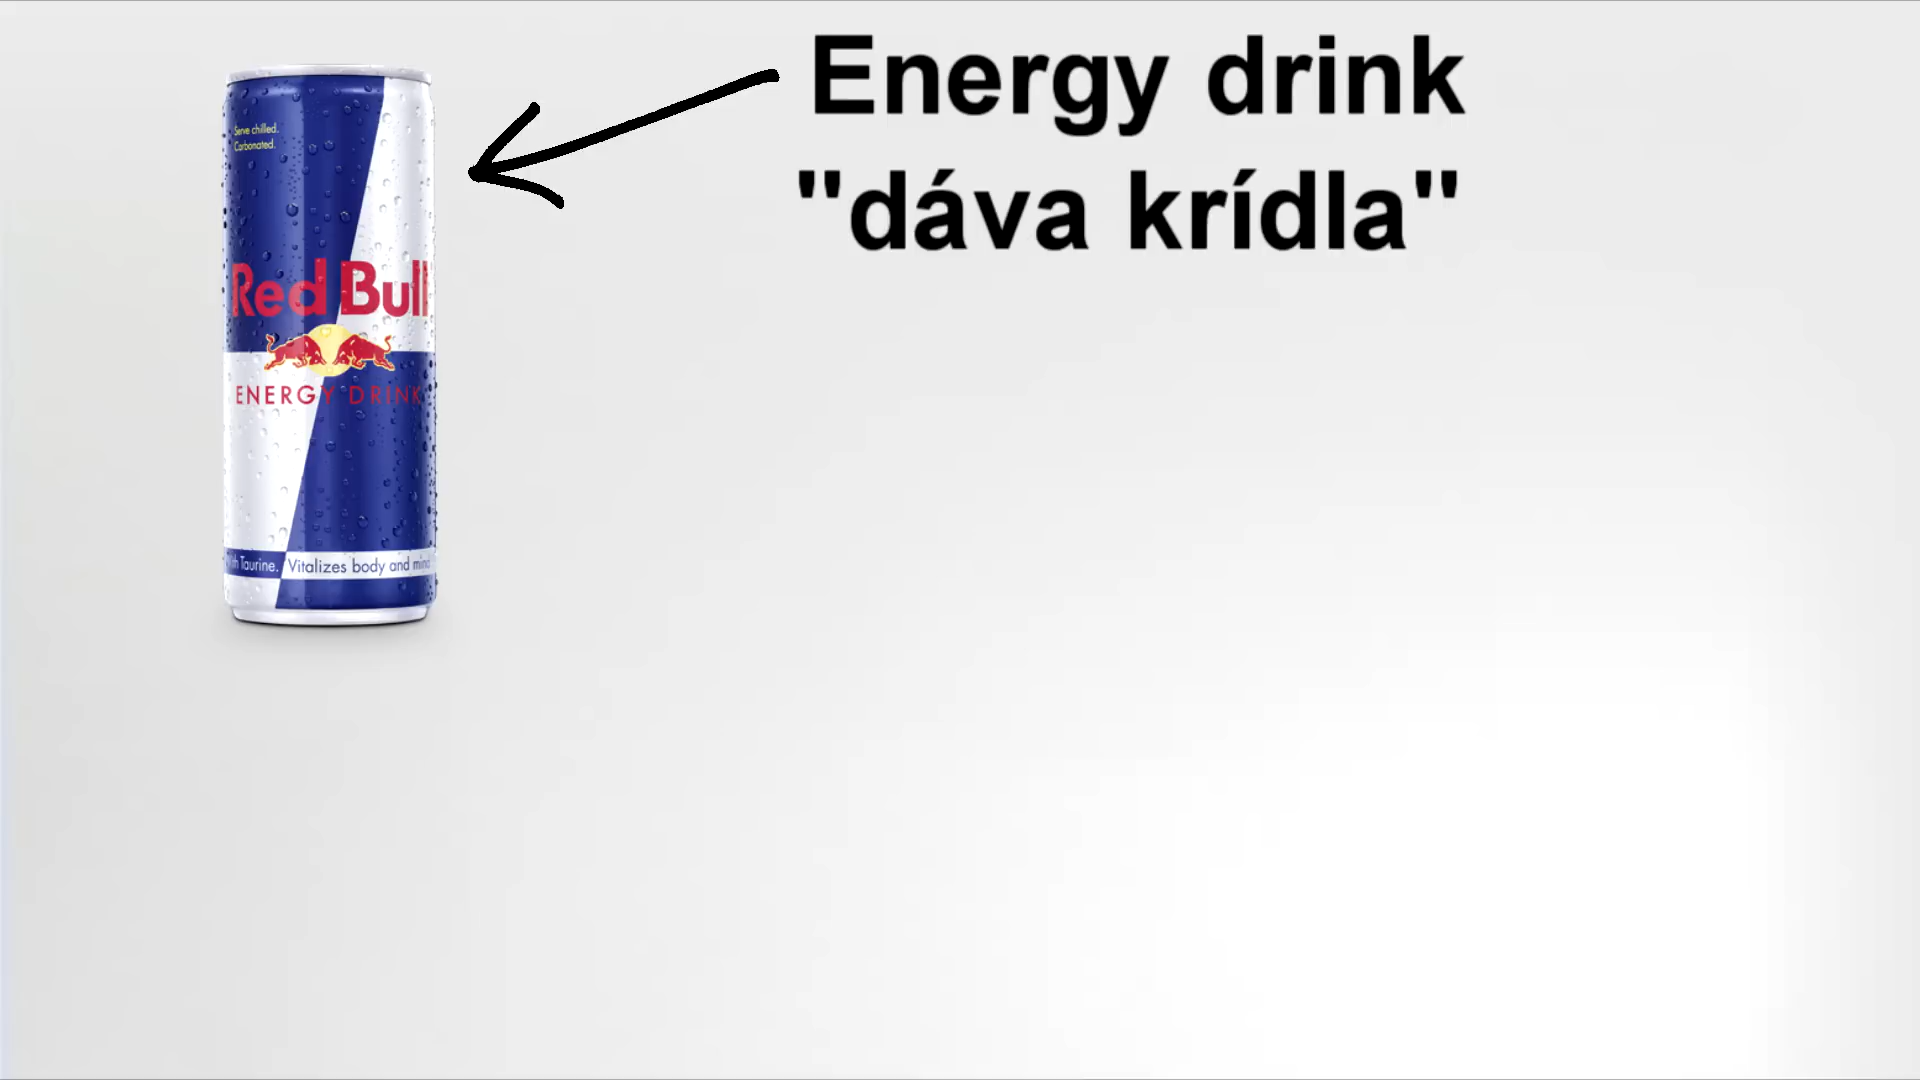 Energy drink
"dáva krídla"
Serve chilled.
Carbonated.
Red Bull
ENERGY DRINK
Taurine. Vitalizes body and mind